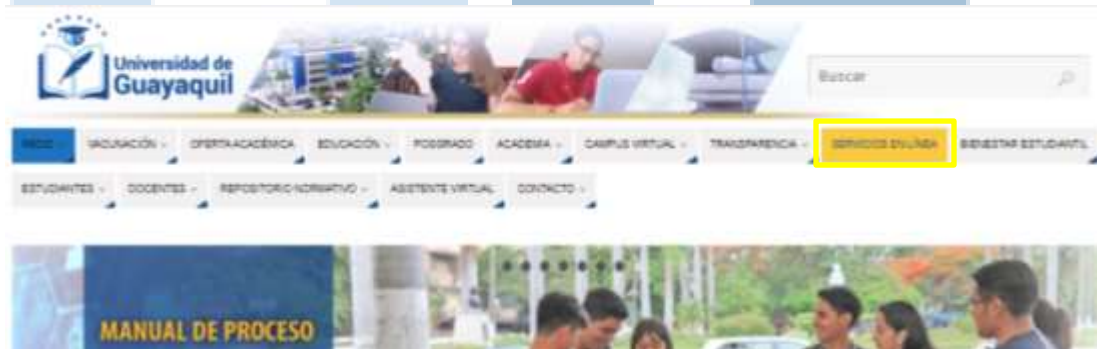 Universidad de
Guayaquil
Buscar
INICIO VACUNACIÓN OFERTA ACADÉMICA EDUCACIÓN POSGRADO ACADEMIA CAMPUS VIRTUAL TRANSPARENCIA SERVICIOS EN LÍNEA BIENESTAR ESTUDIANTIL
ESTUDIANTES DOCENTES REPOSITORIO NORMATIVO ASISTENTE VIRTUAL CONTACTO
MANUAL DE PROCESO